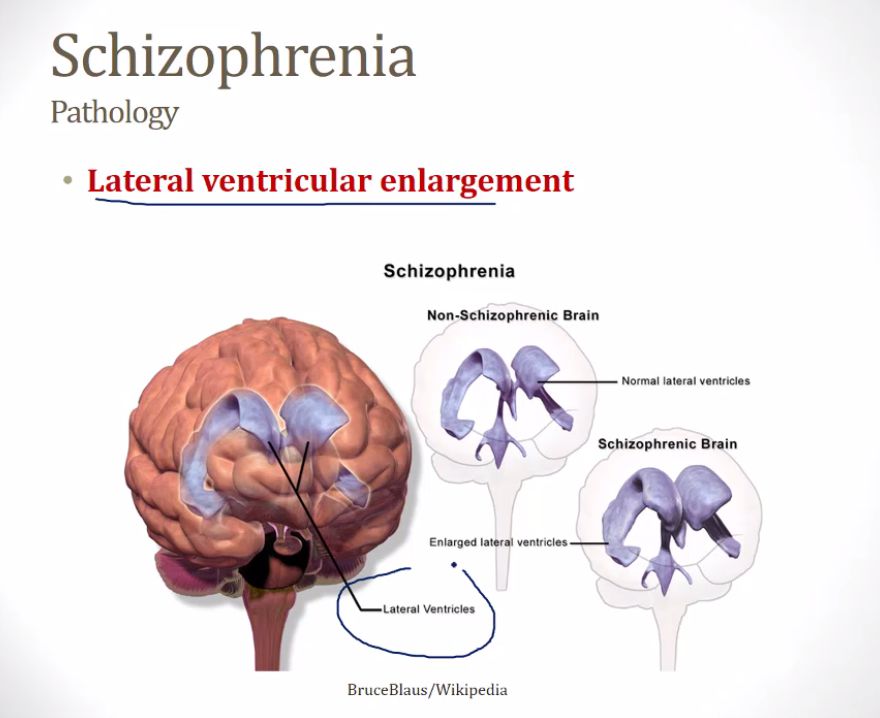 Schizophrenia
Pathology
• Lateral ventricular enlargement
Schizophrenia
Non-Schizophrenic Brain
Normal lateral ventricles
Schizophrenic Brain
Enlarged lateral ventricles
Lateral Ventricles
BruceBlaus/Wikipedia